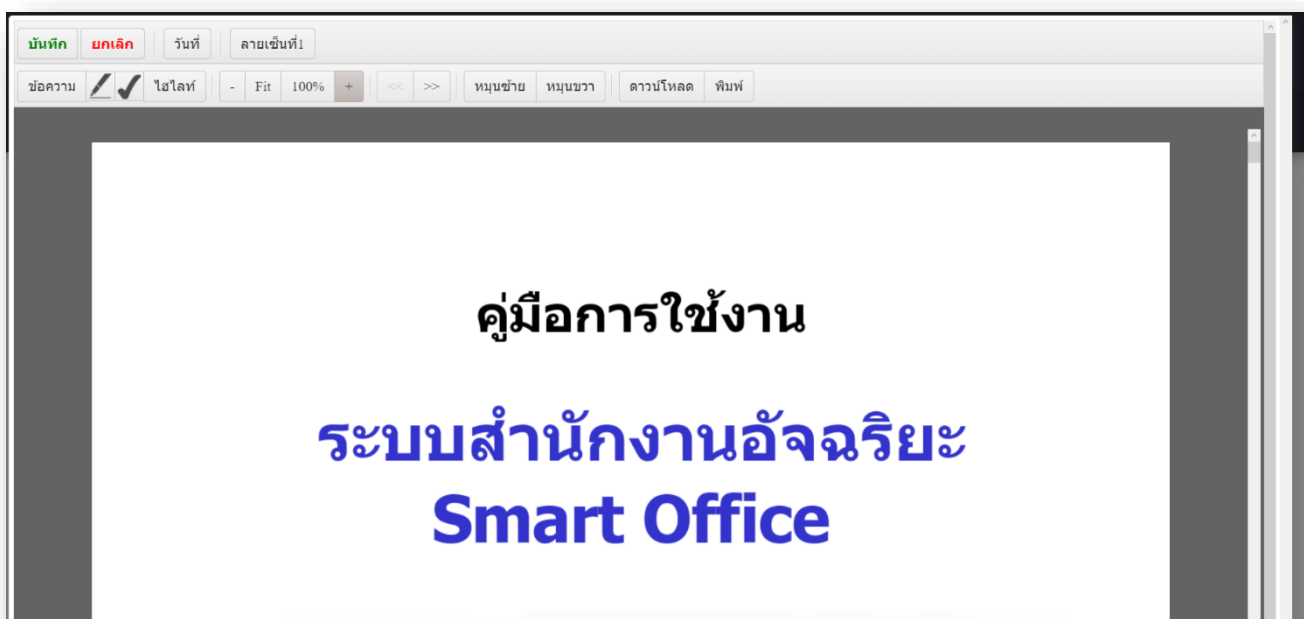 บันทึก ยกเลิก วันที่ ลายเซ็นที่1
ข้อความ ไฮไลท์ - Fit 100% + << >> หมุนซ้าย หมุนขวา ดาวน์โหลด พิมพ์
คู่มือการใช้งาน
ระบบสำนักงานอัจฉริยะ
Smart Office